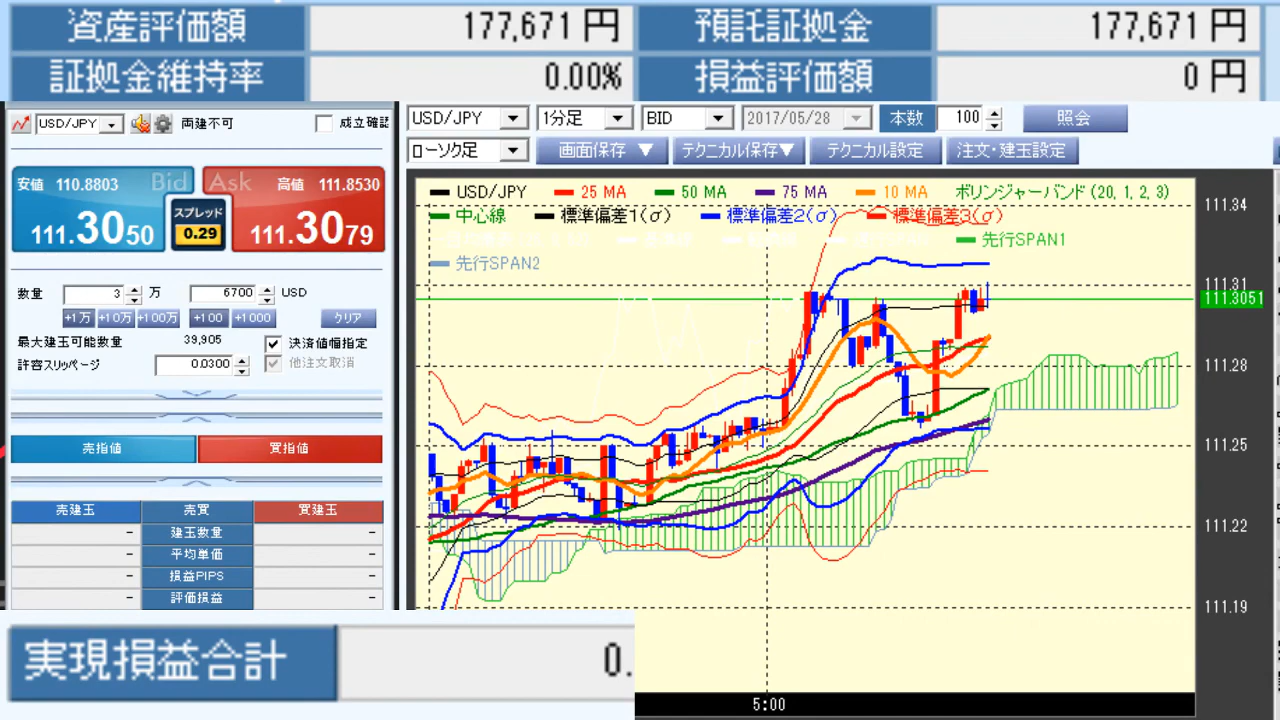 資産評価額 177,671 円 預託証拠金 177,671 円
証拠金維持率 0.00% 損益評価額 0 円
USD/JPY 両建不可 成立確認
USD/JPY 1分足 BID 2017/05/28 本数 100 照会
ローソク足 画面保存 ▼ テクニカル保存▼ テクニカル設定 注文・建玉設定
安値 110.8803 Bid Ask 高値 111.8530
111.3050 スプレッド 0.29 111.3079
数量 3 万 6700 USD
+1万 +10万 +100万 +100 +1000 クリア
最大建玉可能数量 39,905 決済値幅指定
許容スリッページ 0.0300 他注文取消
売指値 買指値
売建玉 売買 買建玉
- 建玉数量 -
- 平均単価 -
- 損益PIPS -
- 評価損益 -
USD/JPY 25 MA 50 MA 75 MA 10 MA ボリンジャーバンド (20, 1, 2, 3)
中心線 標準偏差1(σ) 標準偏差2(σ) 標準偏差3(σ)
先行SPAN1
先行SPAN2
111.34
111.31
111.3051
111.28
111.25
111.22
111.19
5:00
実現損益合計 0.